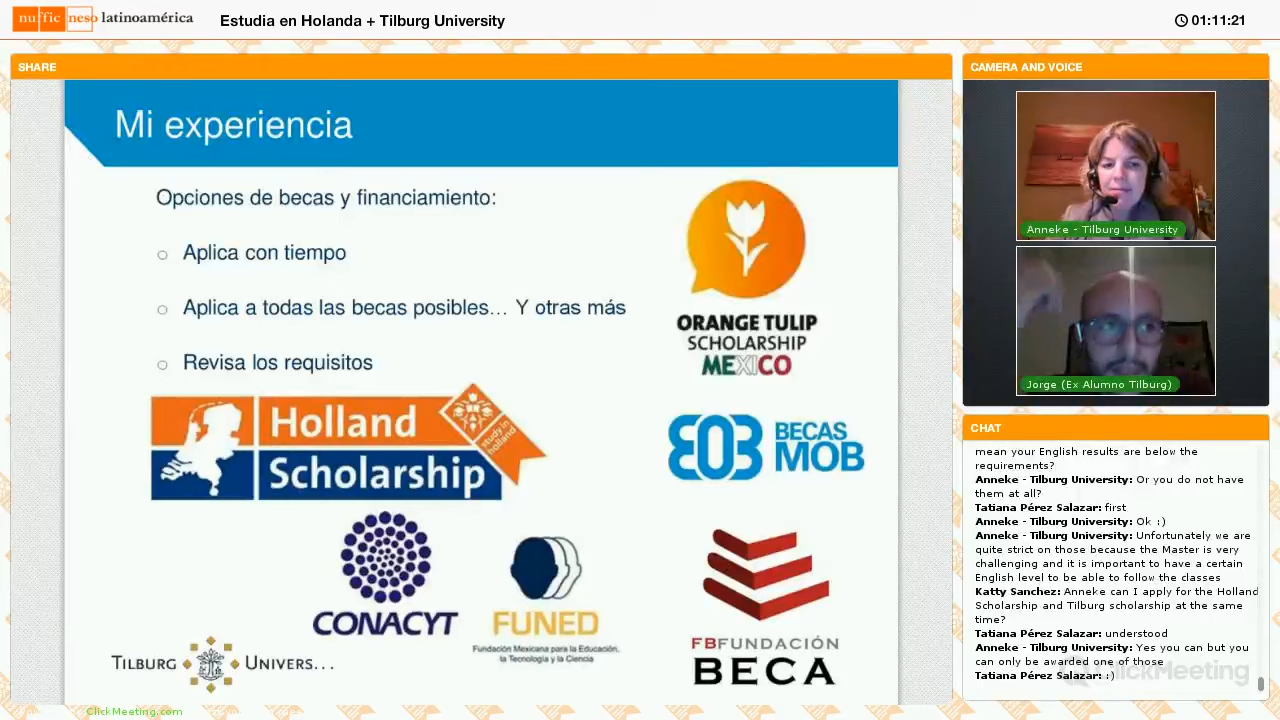 nuffic neso latinoamérica
Estudia en Holanda + Tilburg University
01:11:21
SHARE
Mi experiencia
Opciones de becas y financiamiento:
Aplica con tiempo
Aplica a todas las becas posibles... Y otras más
Revisa los requisitos
ORANGE TULIP
SCHOLARSHIP
MEXICO
Holland
Scholarship
study in
holland
BECAS
MOB
CONACYT
FUNED
Fundación Mexicana para la Educación,
la Tecnología y la Ciencia
FBFUNDACIÓN
BECA
TILBURG UNIVERS...
ClickMeeting.com
CAMERA AND VOICE
Anneke - Tilburg University
Jorge (Ex Alumno Tilburg)
CHAT
mean your English results are below the
requirements?
Anneke - Tilburg University: Or you do not have
them at all?
Tatiana Pérez Salazar: first
Anneke - Tilburg University: Ok :)
Anneke - Tilburg University: Unfortunately we are
quite strict on those because the Master is very
challenging and it is important to have a certain
English level to be able to follow the classes
Katty Sanchez: Anneke can I apply for the Holland
Scholarship and Tilburg scholarship at the same
time?
Tatiana Pérez Salazar: understood
Anneke - Tilburg University: Yes you can but you
can only be awarded one of those
Tatiana Pérez Salazar: :)
ClickMeeting